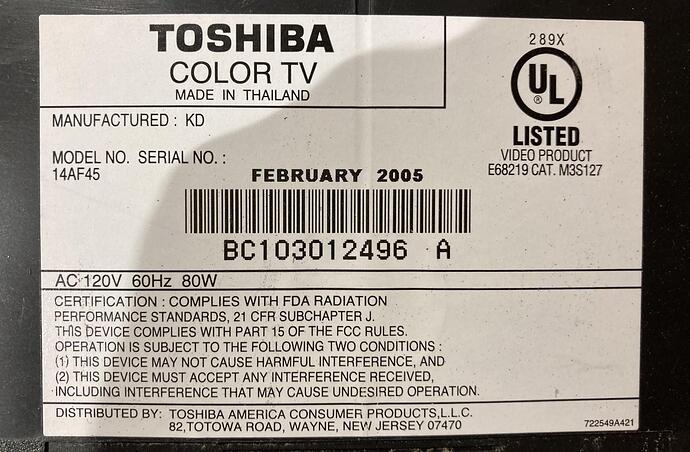 TOSHIBA
COLOR TV
MADE IN THAILAND
289X
UL
®
LISTED
VIDEO PRODUCT
E68219 CAT. M3S127
MANUFACTURED : KD
MODEL NO. SERIAL NO. :
14AF45
FEBRUARY 2005
BC103012496 A
AC 120V 60Hz 80W
CERTIFICATION : COMPLIES WITH FDA RADIATION
PERFORMANCE STANDARDS, 21 CFR SUBCHAPTER J.
THIS DEVICE COMPLIES WITH PART 15 OF THE FCC RULES.
OPERATION IS SUBJECT TO THE FOLLOWING TWO CONDITIONS :
(1) THIS DEVICE MAY NOT CAUSE HARMFUL INTERFERENCE, AND
(2) THIS DEVICE MUST ACCEPT ANY INTERFERENCE RECEIVED,
INCLUDING INTERFERENCE THAT MAY CAUSE UNDESIRED OPERATION.
DISTRIBUTED BY: TOSHIBA AMERICA CONSUMER PRODUCTS,L.L.C.
82,TOTOWA ROAD, WAYNE, NEW JERSEY 07470
722549A421